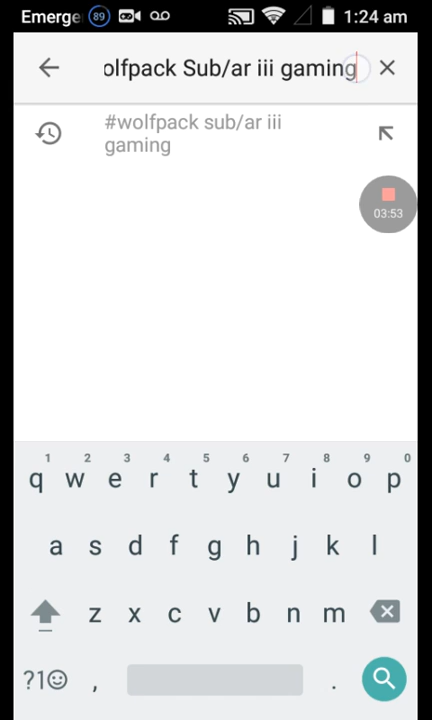 Emerge 89 1:24 am
olfpack Sub/ar iii gaming
#wolfpack sub/ar iii
gaming
03:53
1 2 3 4 5 6 7 8 9 0
q w e r t y u i o p
a s d f g h j k l
z x c v b n m
?1☺ , .